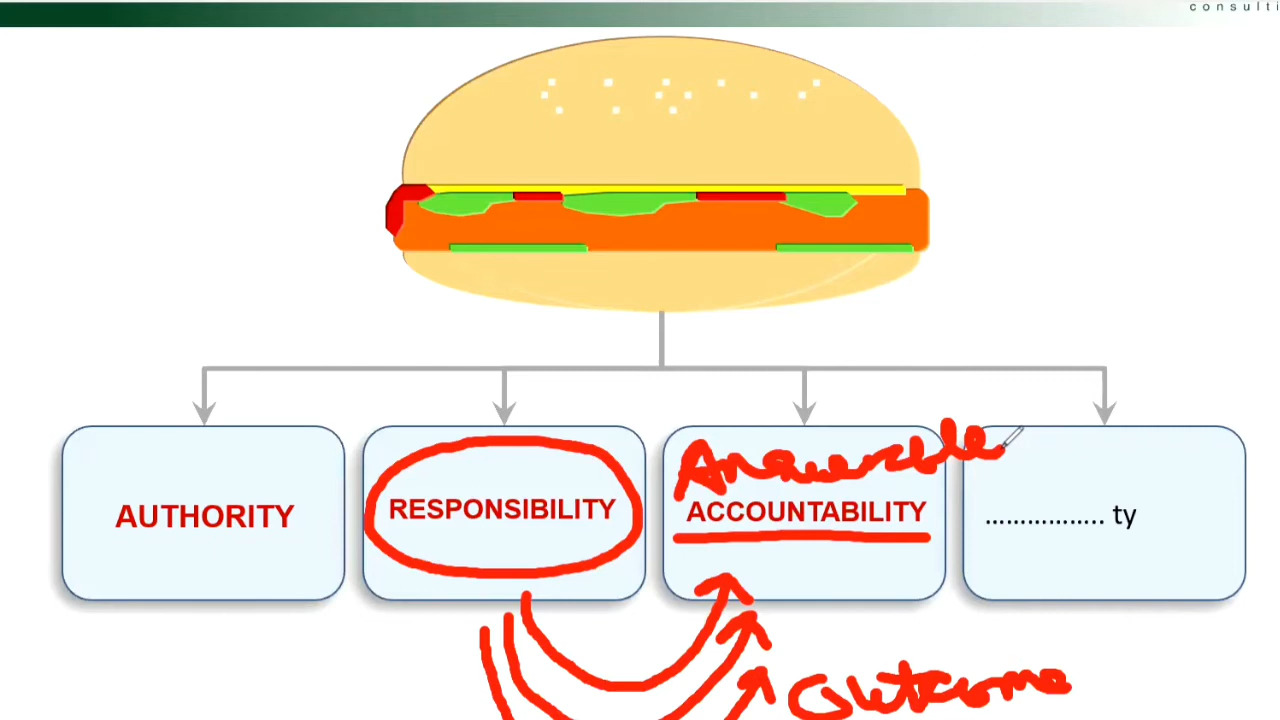 consulti
Answerable
AUTHORITY
RESPONSIBILITY
ACCOUNTABILITY
…………….. ty
Outcome